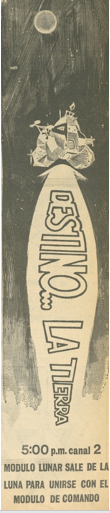 DESTINO... LA TIERRA
5:00 p.m. canal 2
MODULO LUNAR SALE DE LA
LUNA PARA UNIRSE CON EL
MODULO DE COMANDO